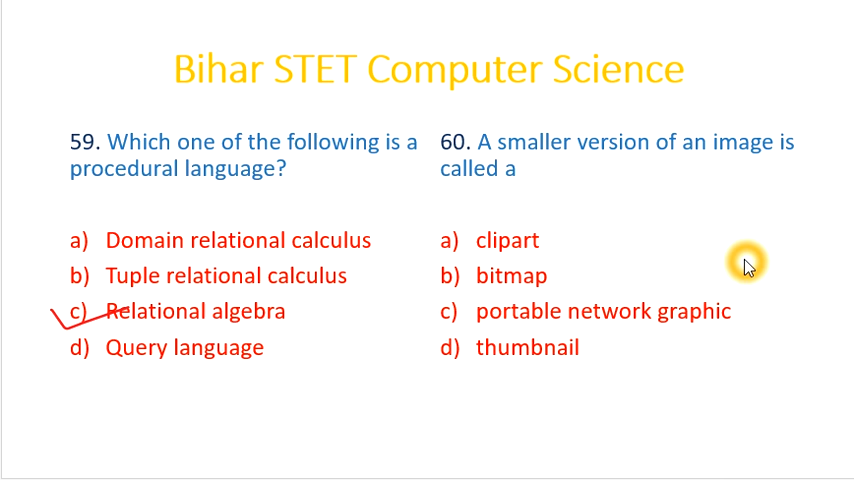 Bihar STET Computer Science
59. Which one of the following is a
procedural language?
a) Domain relational calculus
b) Tuple relational calculus
c) Relational algebra
d) Query language
60. A smaller version of an image is
called a
a) clipart
b) bitmap
c) portable network graphic
d) thumbnail